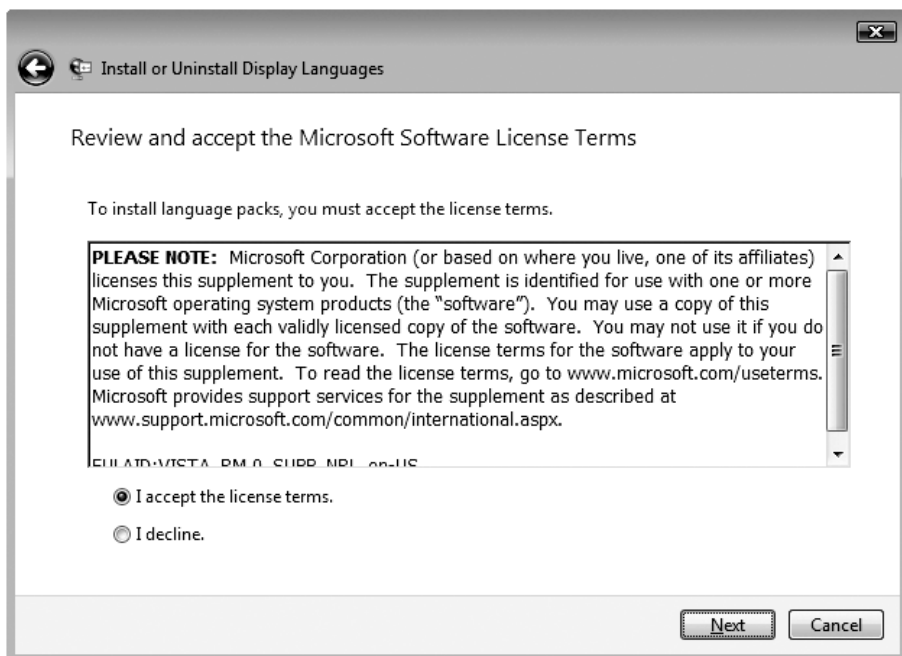 Install or Uninstall Display Languages
Review and accept the Microsoft Software License Terms
To install language packs, you must accept the license terms.
PLEASE NOTE: Microsoft Corporation (or based on where you live, one of its affiliates)
licenses this supplement to you. The supplement is identified for use with one or more
Microsoft operating system products (the “software”). You may use a copy of this
supplement with each validly licensed copy of the software. You may not use it if you do
not have a license for the software. The license terms for the software apply to your
use of this supplement. To read the license terms, go to www.microsoft.com/useterms.
Microsoft provides support services for the supplement as described at
www.support.microsoft.com/common/international.aspx.
EULAID:VISTA_RM.0_SUPP_NRL_en-US
I accept the license terms.
I decline.
Next Cancel